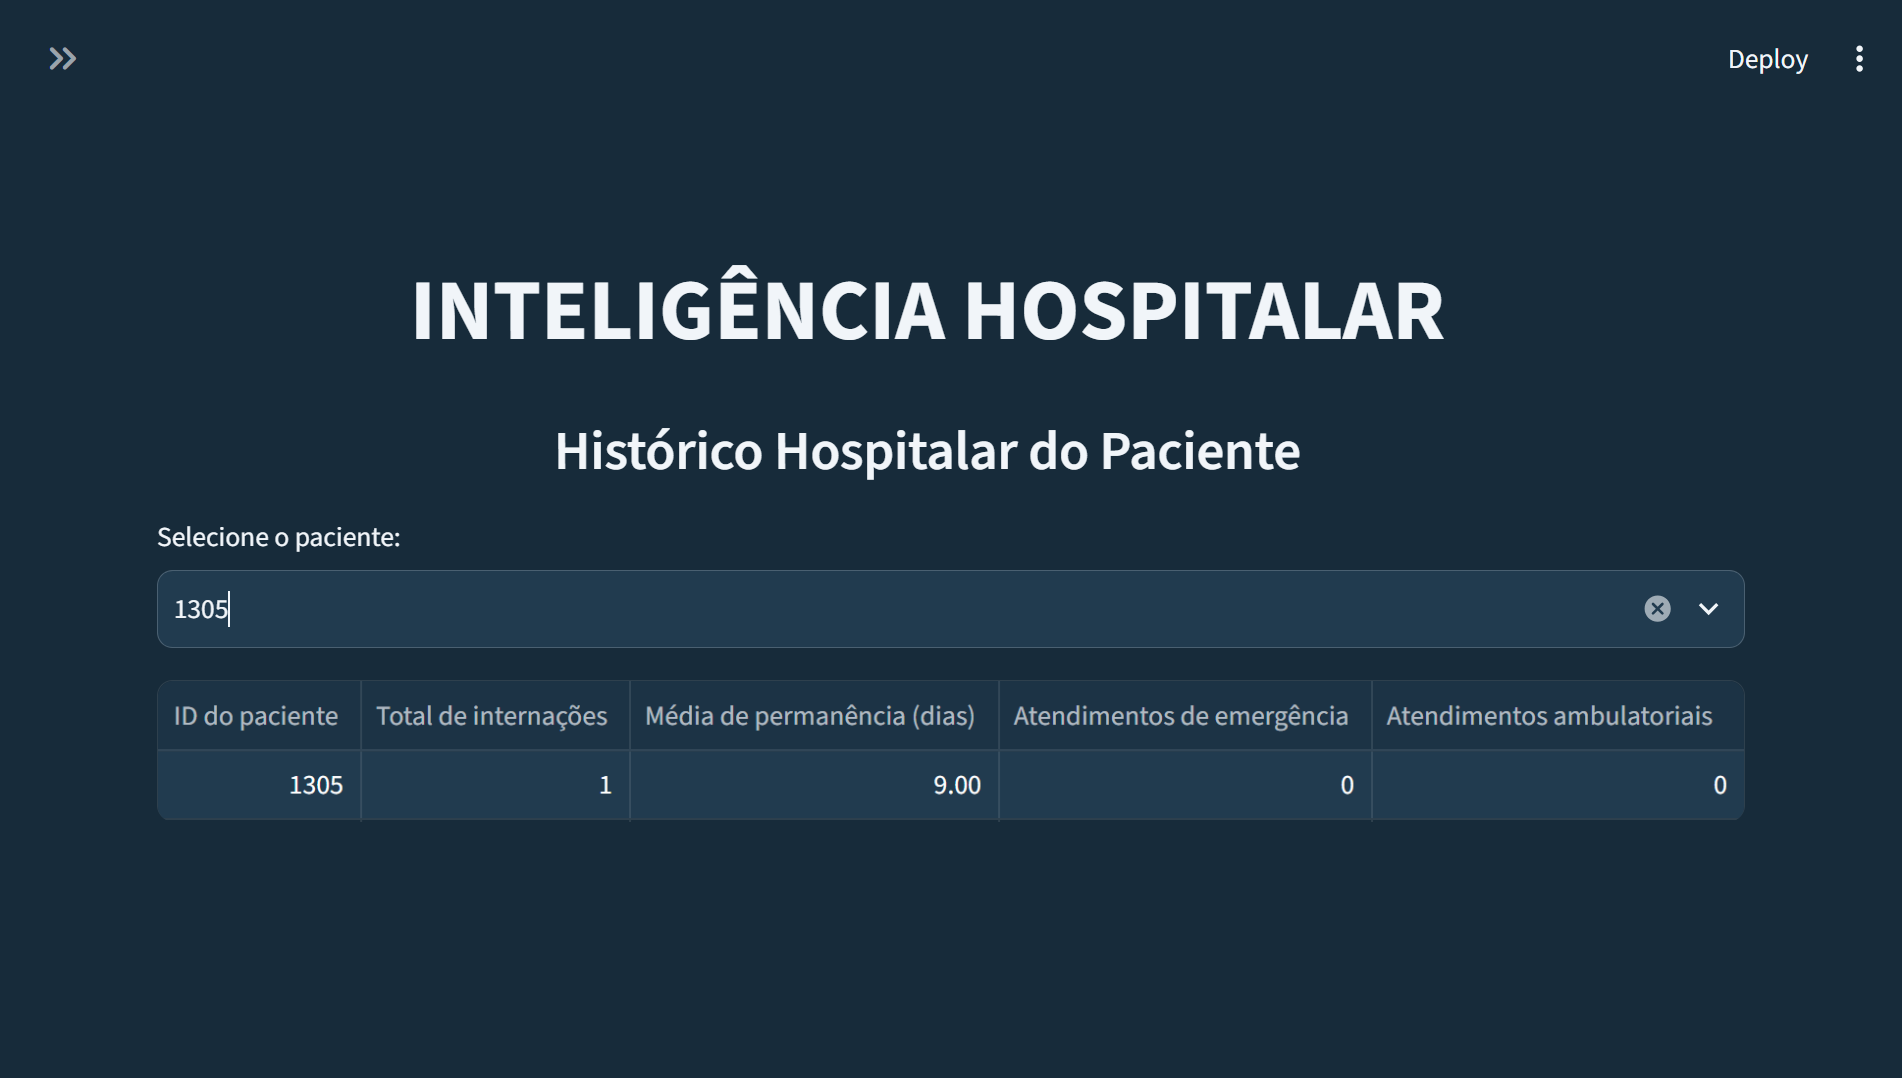 Deploy
INTELIGÊNCIA HOSPITALAR
Histórico Hospitalar do Paciente
Selecione o paciente:
1305
ID do paciente Total de internações Média de permanência (dias) Atendimentos de emergência Atendimentos ambulatoriais
1305 1 9.00 0 0